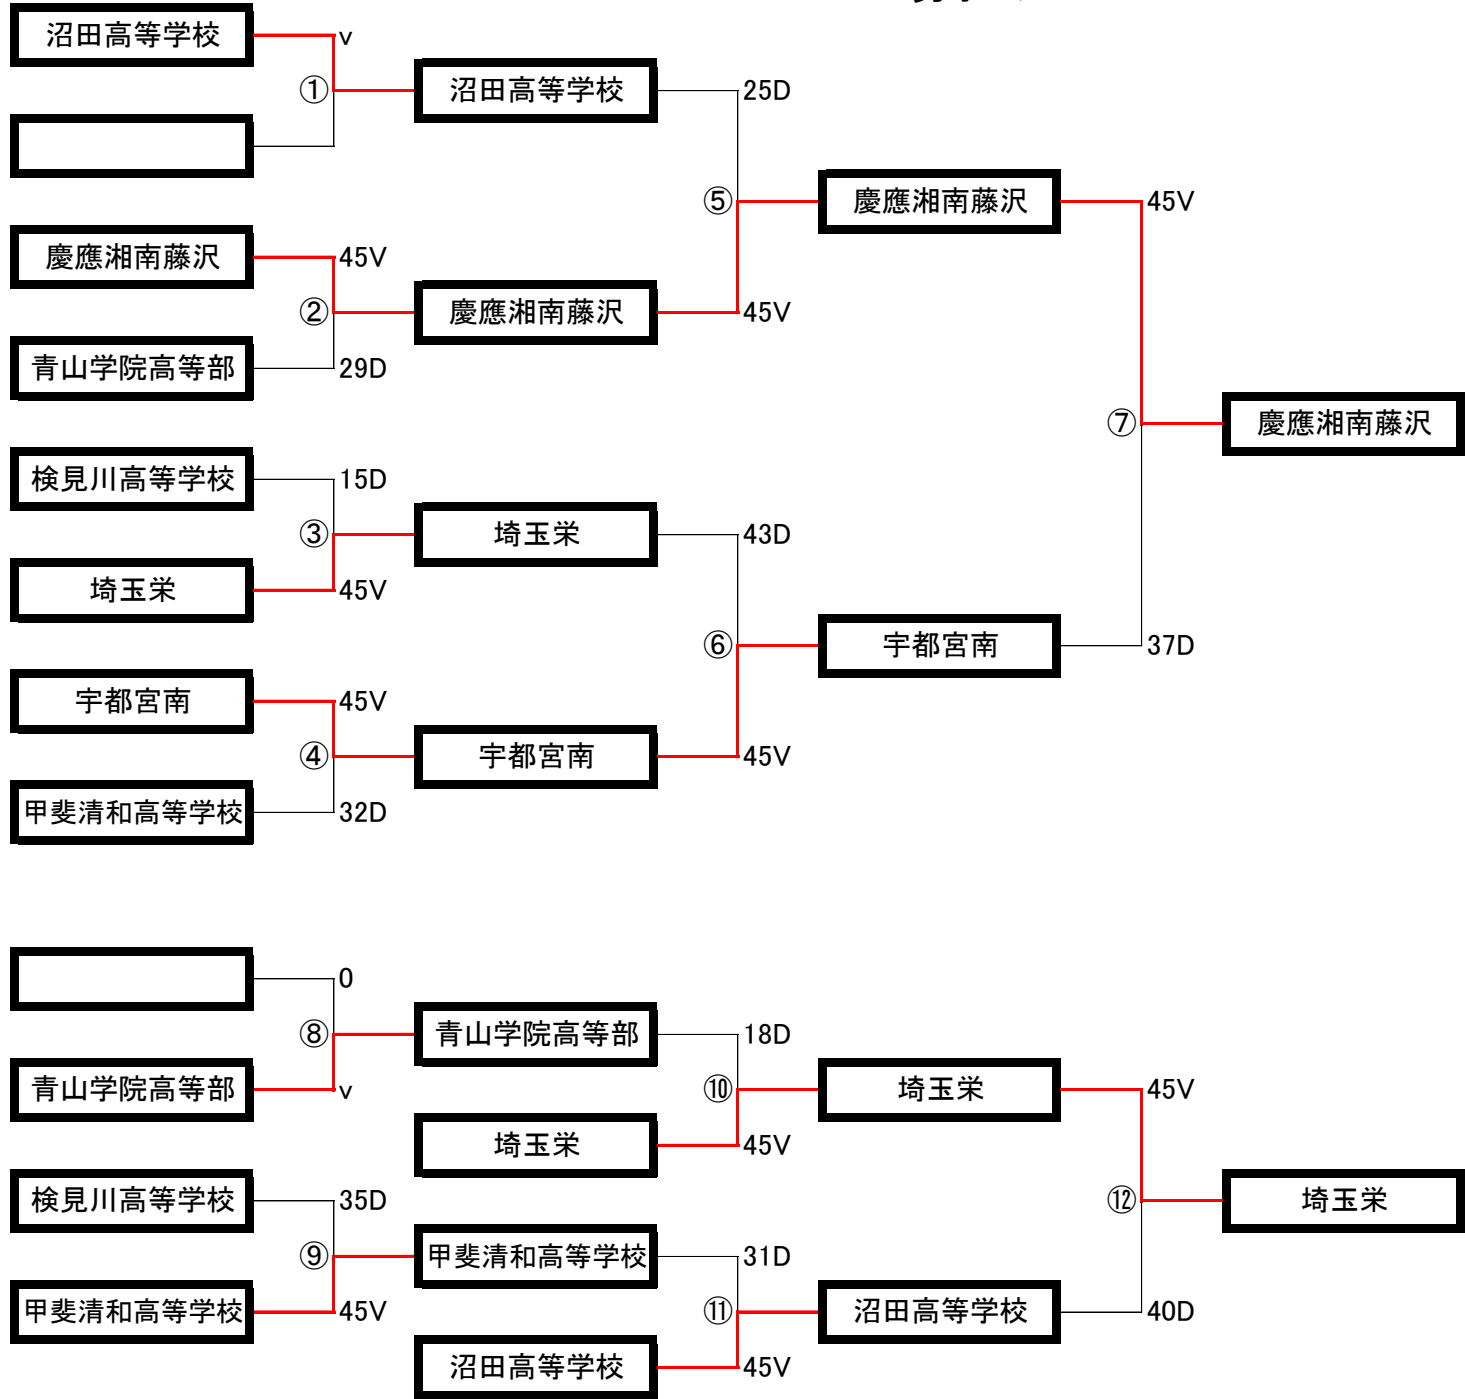 沼田高等学校
v
①
沼田高等学校
25D
⑤
慶應湘南藤沢
45V
慶應湘南藤沢
45V
②
慶應湘南藤沢
45V
青山学院高等部
29D
⑦
慶應湘南藤沢
検見川高等学校
15D
③
埼玉栄
43D
埼玉栄
45V
⑥
宇都宮南
37D
宇都宮南
45V
④
宇都宮南
45V
甲斐清和高等学校
32D
0
⑧
青山学院高等部
18D
青山学院高等部
v
⑩
埼玉栄
45V
埼玉栄
45V
検見川高等学校
35D
⑫
埼玉栄
⑨
甲斐清和高等学校
31D
甲斐清和高等学校
45V
⑪
沼田高等学校
40D
沼田高等学校
45V